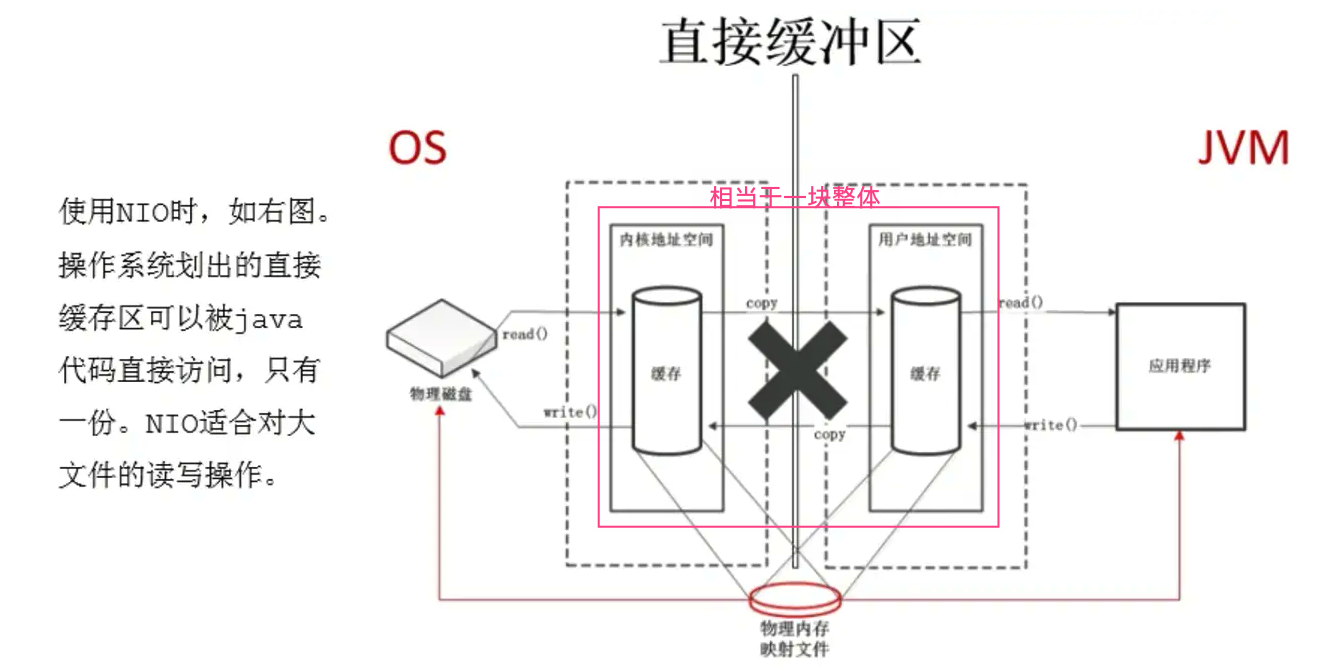 直接缓冲区
OS
JVM
使用NIO时，如右图。
操作系统划出的直接
缓存区可以被java
代码直接访问，只有
一份。NIO适合对大
文件的读写操作。
相当于一块整体
内核地址空间
用户地址空间
copy
read()
read()
缓存
缓存
应用程序
物理磁盘
write()
copy
write()
物理内存
映射文件